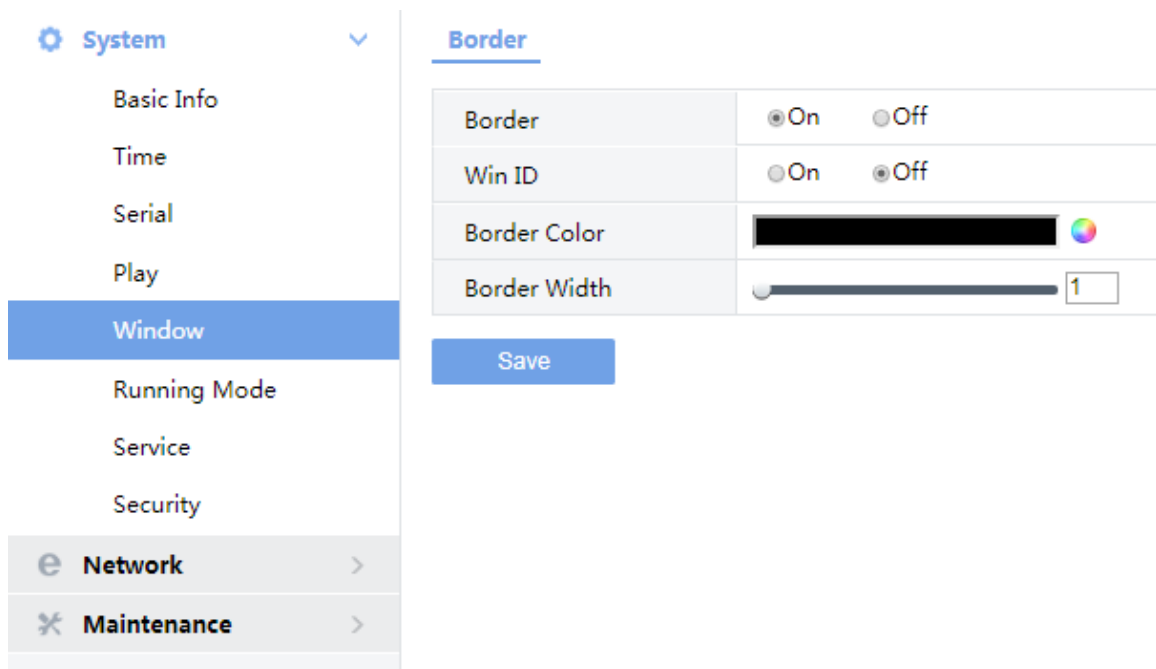 System
Basic Info
Time
Serial
Play
Window
Running Mode
Service
Security
Network
Maintenance
Border
Border On Off
Win ID On Off
Border Color
Border Width 1
Save